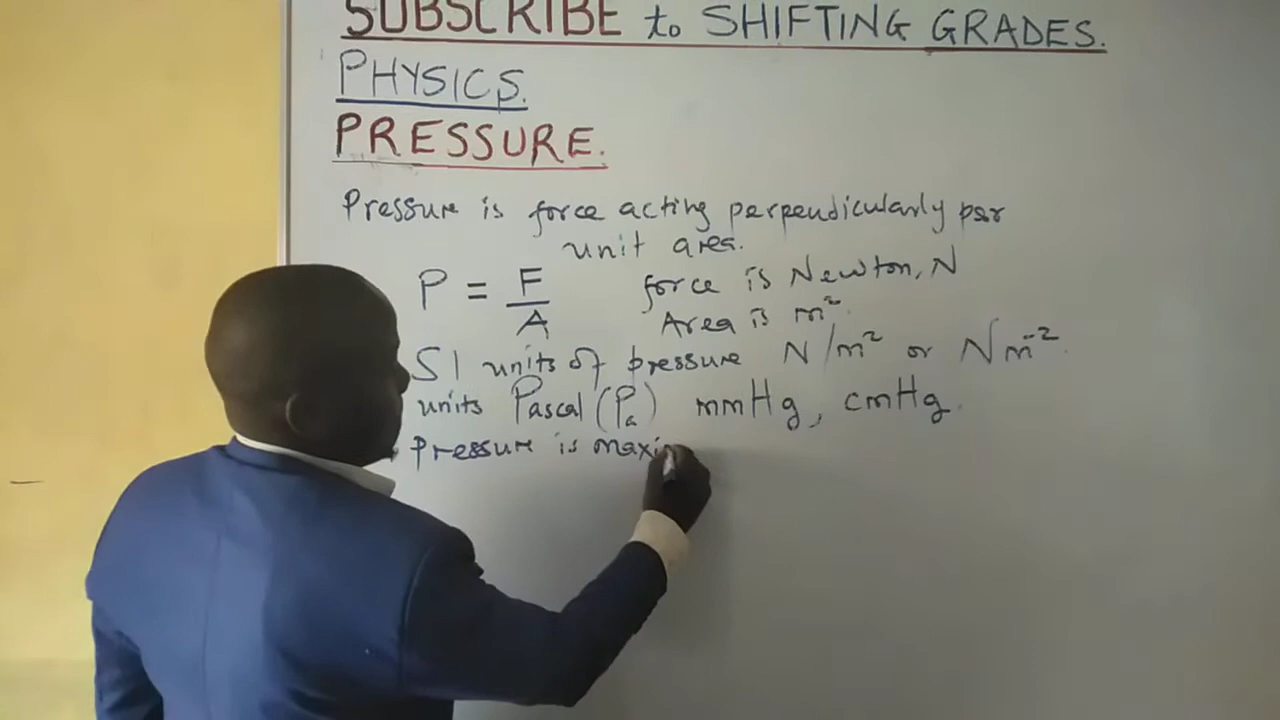 SUBSCRIBE to SHIFTING GRADES.
PHYSICS.
PRESSURE.
Pressure is force acting perpendicularly per
unit area.
P = F/A force is Newton, N
Area is m²
SI units of pressure N/m² or Nm⁻².
units Pascal (Pa) mmHg, cmHg.
Pressure is maxi